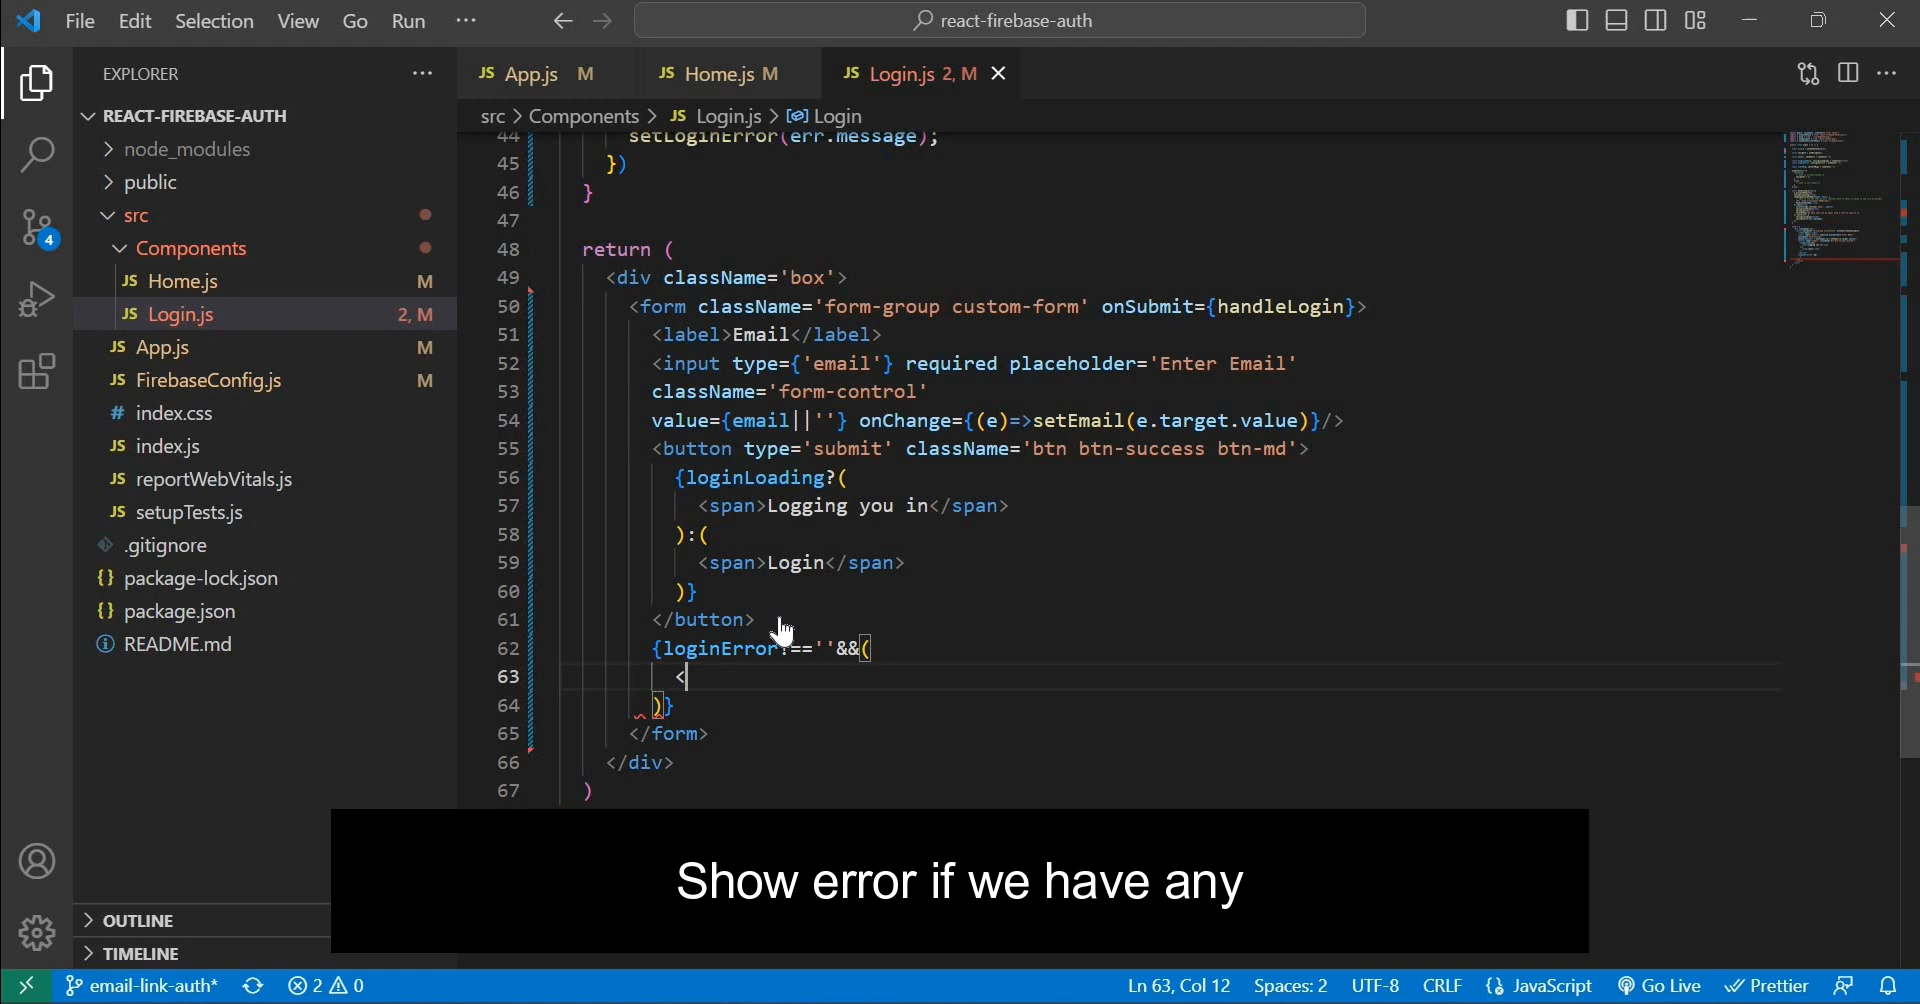 File Edit Selection View Go Run ···
react-firebase-auth
EXPLORER
REACT-FIREBASE-AUTH
node_modules
public
src
Components
JS Home.js M
JS Login.js 2, M
JS App.js M
JS FirebaseConfig.js M
# index.css
JS index.js
JS reportWebVitals.js
JS setupTests.js
.gitignore
{} package-lock.json
{} package.json
README.md
OUTLINE
TIMELINE
4
JS App.js M JS Home.js M JS Login.js 2, M
src > Components > JS Login.js > Login
44 setLoginError(err.message);
45 })
46 }
47
48 return (
49 <div className='box'>
50 <form className='form-group custom-form' onSubmit={handleLogin}>
51 <label>Email</label>
52 <input type={'email'} required placeholder='Enter Email'
53 className='form-control'
54 value={email||''} onChange={(e)=>setEmail(e.target.value)}/>
55 <button type='submit' className='btn btn-success btn-md'>
56 {loginLoading?(
57 <span>Logging you in</span>
58 ):(
59 <span>Login</span>
60 )}
61 </button>
62 {loginError!==''&&(
63 <
64 )}
65 </form>
66 </div>
67 )
Show error if we have any
email-link-auth* 2 0 Ln 63, Col 12 Spaces: 2 UTF-8 CRLF {} JavaScript Go Live Prettier